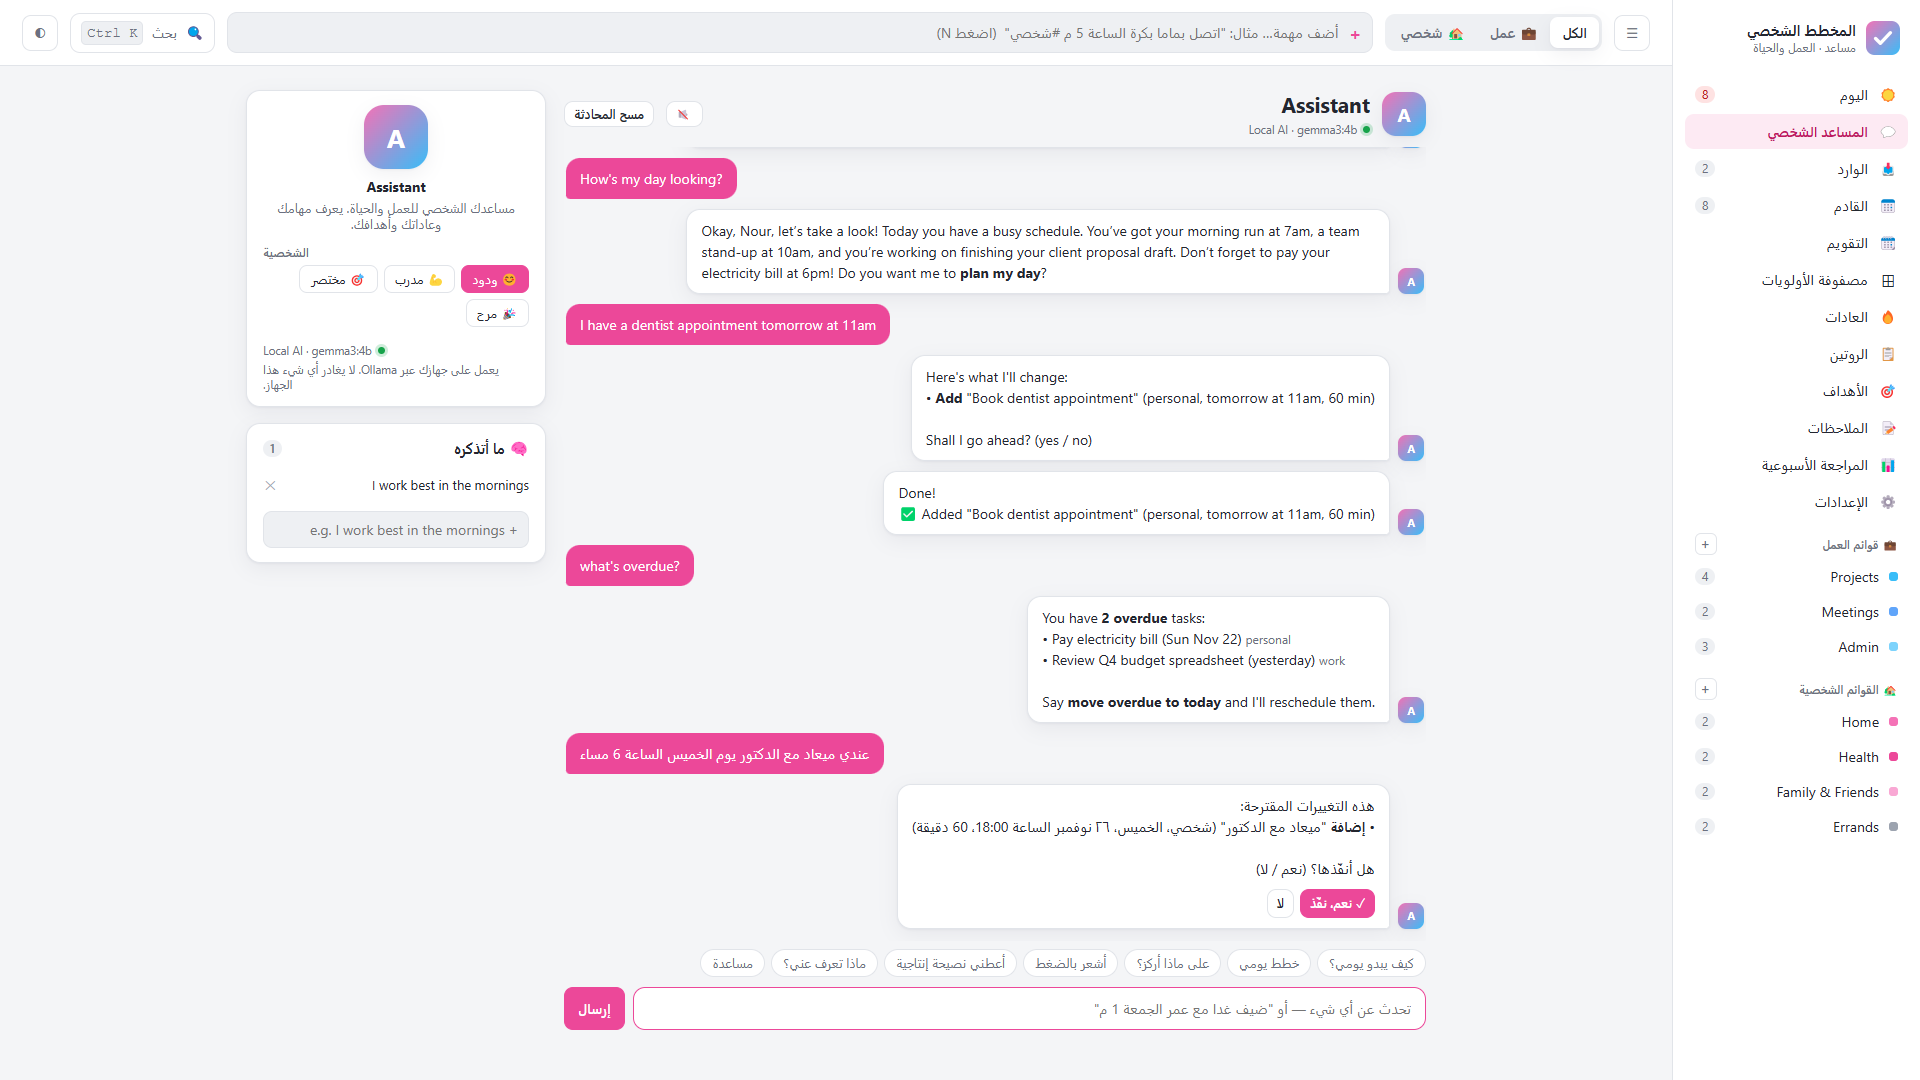 المخطط الشخصي
مساعد · العمل والحياة
اليوم 8
المساعد الشخصي
الوارد 2
القادم 8
التقويم
مصفوفة الأولويات
العادات
الروتين
الأهداف
الملاحظات
المراجعة الأسبوعية
الإعدادات
قوائم العمل +
Projects 4
Meetings 2
Admin 3
القوائم الشخصية +
Home 2
Health 2
Family & Friends 2
Errands 2
☰
الكل
عمل
شخصي
+ أضف مهمة... مثال: "اتصل بماما بكرة الساعة 5 م #شخصي" (اضغط N)
بحث Ctrl K
A
Assistant
Local AI · gemma3:4b
مسح المحادثة
How's my day looking?
Okay, Nour, let's take a look! Today you have a busy schedule. You've got your morning run at 7am, a team
stand-up at 10am, and you're working on finishing your client proposal draft. Don't forget to pay your
electricity bill at 6pm! Do you want me to plan my day?
A
I have a dentist appointment tomorrow at 11am
Here's what I'll change:
• Add "Book dentist appointment" (personal, tomorrow at 11am, 60 min)
Shall I go ahead? (yes / no)
A
Done!
✅ Added "Book dentist appointment" (personal, tomorrow at 11am, 60 min)
A
what's overdue?
You have 2 overdue tasks:
• Pay electricity bill (Sun Nov 22) personal
• Review Q4 budget spreadsheet (yesterday) work
Say move overdue to today and I'll reschedule them.
A
عندي ميعاد مع الدكتور يوم الخميس الساعة 6 مساء
هذه التغييرات المقترحة:
• إضافة "ميعاد مع الدكتور" (شخصي، الخميس، ٢٦ نوفمبر الساعة 18:00، 60 دقيقة)
هل أنفّذها؟ (نعم / لا)
✓ نعم، نفّذ
لا
A
كيف يبدو يومي؟
خطط يومي
على ماذا أركز؟
أشعر بالضغط
أعطني نصيحة إنتاجية
ماذا تعرف عني؟
مساعدة
تحدث عن أي شيء — أو "ضيف غدا مع عمر الجمعة 1 م"
إرسال
A
Assistant
مساعدك الشخصي للعمل والحياة. يعرف مهامك
وعاداتك وأهدافك.
الشخصية
😊 ودود
💪 مدرب
🎯 مختصر
🎉 مرح
Local AI · gemma3:4b
يعمل على جهازك عبر Ollama. لا يغادر أي شيء هذا
الجهاز.
🧠 ما أتذكره 1
I work best in the mornings ×
+ e.g. I work best in the mornings